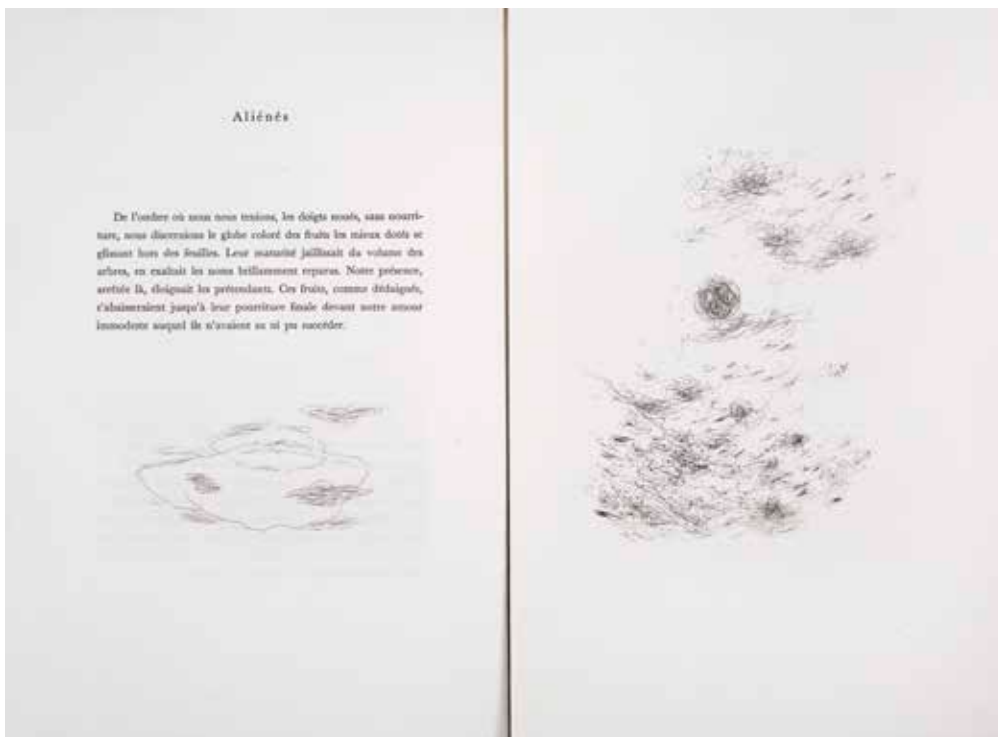 Aliénés
De l'ombre où nous nous tenions, les doigts noués, sans nourri-
ture, nous discernions le globe coloré des fruits les mieux dotés se
glissant hors des feuilles. Leur maturité jaillissait du volume des
arbres, en exaltait les noms brillamment reparus. Notre présence,
arrêtée là, éloignait les prétendants. Ces fruits, comme dédaignés,
s'abaisseraient jusqu'à leur pourriture finale devant notre amour
immodeste auquel ils n'avaient su ni pu succéder.